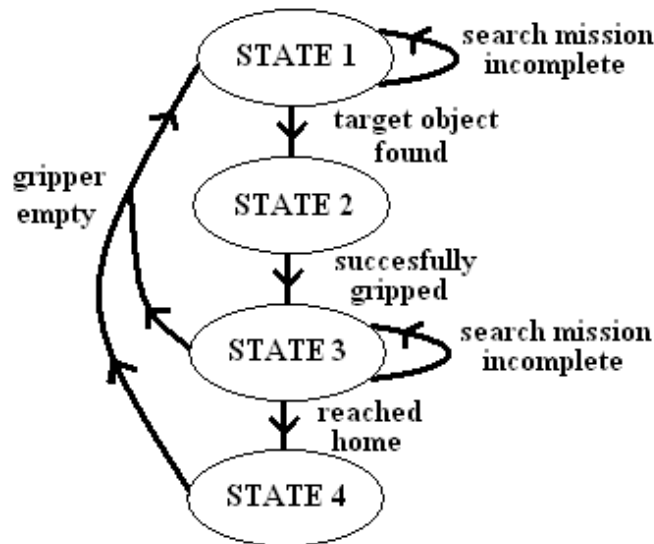 STATE 1
search mission
incomplete
target object
found
gripper
empty
STATE 2
succesfully
gripped
STATE 3
search mission
incomplete
reached
home
STATE 4